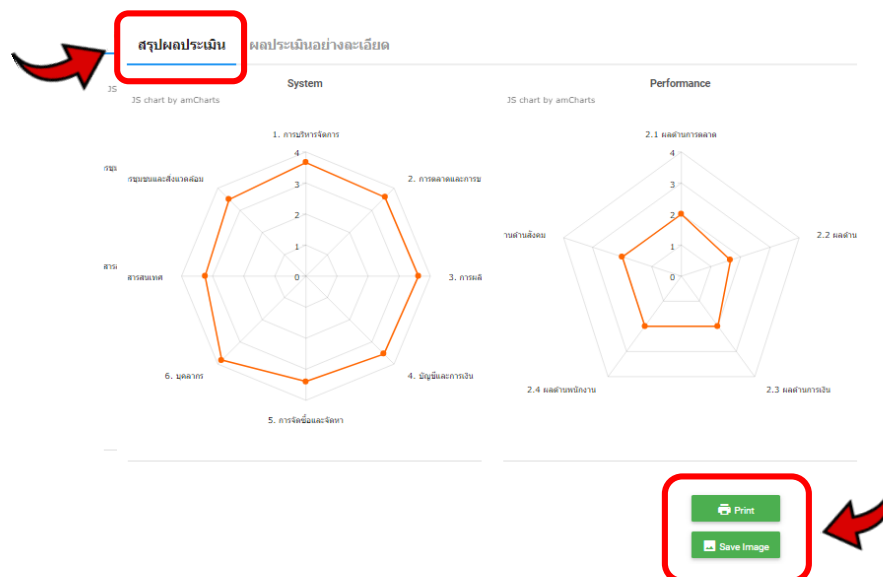 สรุปผลประเมิน ผลประเมินอย่างละเอียด
JS
System
JS chart by amCharts
1. การบริหารจัดการ
2. การตลาดและการข
3. การผลิ
4. บัญชีและการเงิน
5. การจัดซื้อและจัดหา
6. บุคลากร
สารสนเทศ
รชุมชนและสิ่งแวดล้อม
4
3
2
1
0
Performance
JS chart by amCharts
2.1 ผลด้านการตลาด
2.2 ผลด้าน
2.3 ผลด้านการเงิน
2.4 ผลด้านพนักงาน
านด้านสังคม
4
3
2
1
0
Print
Save Image